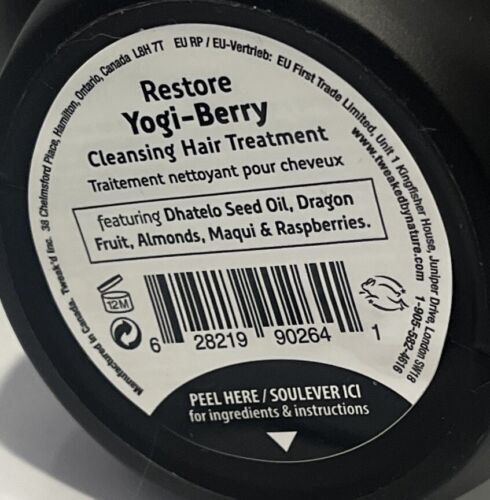 Manufactured in Canada. Tweak'd Inc. 38 Chelmsford Place, Hamilton, Ontario, Canada L8H 7T EU RP / EU-Vertrieb: EU First Trade Limited, Unit 1 Kingfisher House, Juniper Drive, London SW18
www.tweakedbynature.com 1-905-582-4616
Restore
Yogi-Berry
Cleansing Hair Treatment
Traitement nettoyant pour cheveux
featuring Dhatelo Seed Oil, Dragon
Fruit, Almonds, Maqui & Raspberries.
12M
6 28219 90264 1
PEEL HERE / SOULEVER ICI
for ingredients & instructions